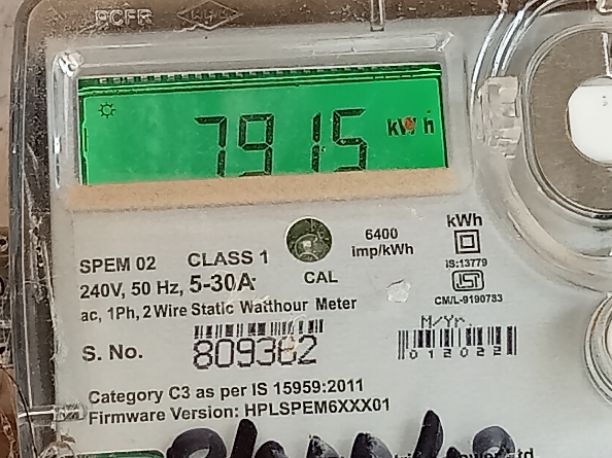 PCFR
7915 kWh
6400
imp/kWh
kWh
IS:13779
CM/L-9190783
SPEM 02 CLASS 1
240V, 50 Hz, 5-30A
CAL
ac, 1Ph, 2 Wire Static Watthour Meter
M/Yr.
012022
S. No. 809382
Category C3 as per IS 15959:2011
Firmware Version: HPLSPEM6XXX01